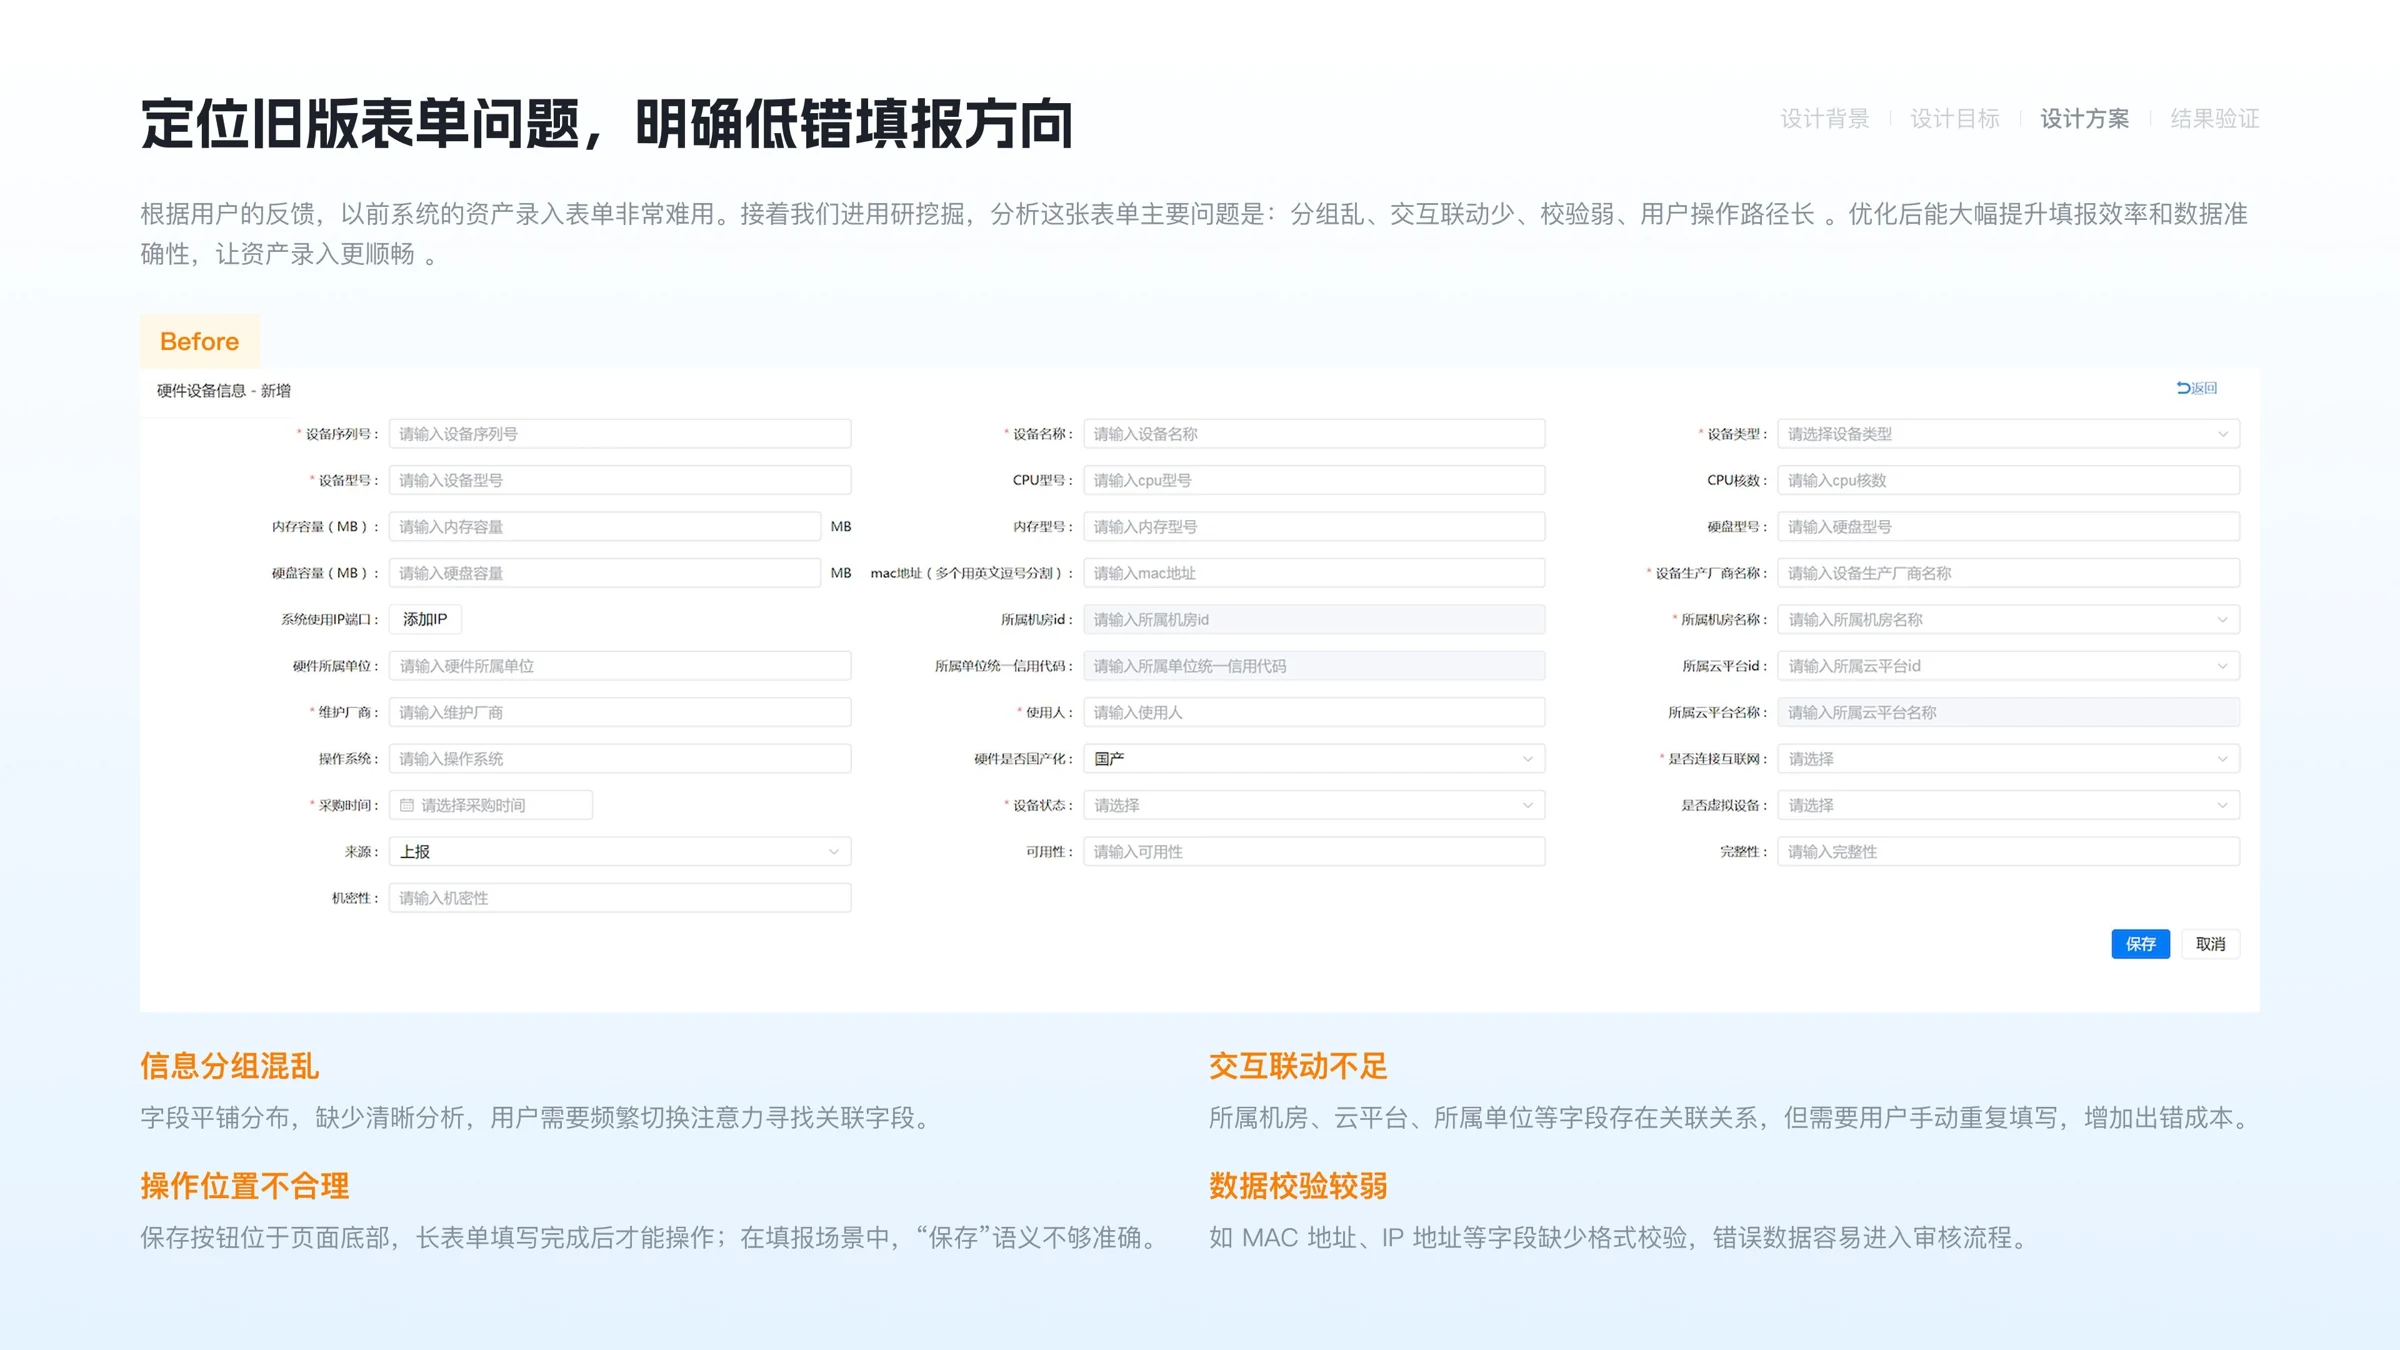 定位旧版表单问题，明确低错填报方向
设计背景 | 设计目标 | 设计方案 | 结果验证
根据用户的反馈，以前系统的资产录入表单非常难用。接着我们进用研挖掘，分析这张表单主要问题是：分组乱、交互联动少、校验弱、用户操作路径长 。优化后能大幅提升填报效率和数据准
确性，让资产录入更顺畅 。
Before
硬件设备信息 - 新增
返回
* 设备序列号： 请输入设备序列号
* 设备名称： 请输入设备名称
* 设备类型： 请选择设备类型
* 设备型号： 请输入设备型号
CPU型号： 请输入cpu型号
CPU核数： 请输入cpu核数
内存容量（MB）： 请输入内存容量 MB
内存型号： 请输入内存型号
硬盘型号： 请输入硬盘型号
硬盘容量（MB）： 请输入硬盘容量 MB
mac地址（多个用英文逗号分割）： 请输入mac地址
* 设备生产厂商名称： 请输入设备生产厂商名称
系统使用IP端口： 添加IP
所属机房id： 请输入所属机房id
* 所属机房名称： 请输入所属机房名称
硬件所属单位： 请输入硬件所属单位
所属单位统一信用代码： 请输入所属单位统一信用代码
所属云平台id： 请输入所属云平台id
* 维护厂商： 请输入维护厂商
* 使用人： 请输入使用人
所属云平台名称： 请输入所属云平台名称
操作系统： 请输入操作系统
硬件是否国产化： 国产
* 是否连接互联网： 请选择
* 采购时间： 请选择采购时间
* 设备状态： 请选择
是否虚拟设备： 请选择
来源： 上报
可用性： 请输入可用性
完整性： 请输入完整性
机密性： 请输入机密性
保存 取消
信息分组混乱
字段平铺分布，缺少清晰分析，用户需要频繁切换注意力寻找关联字段。
交互联动不足
所属机房、云平台、所属单位等字段存在关联关系，但需要用户手动重复填写，增加出错成本。
操作位置不合理
保存按钮位于页面底部，长表单填写完成后才能操作；在填报场景中，“保存”语义不够准确。
数据校验较弱
如 MAC 地址、IP 地址等字段缺少格式校验，错误数据容易进入审核流程。